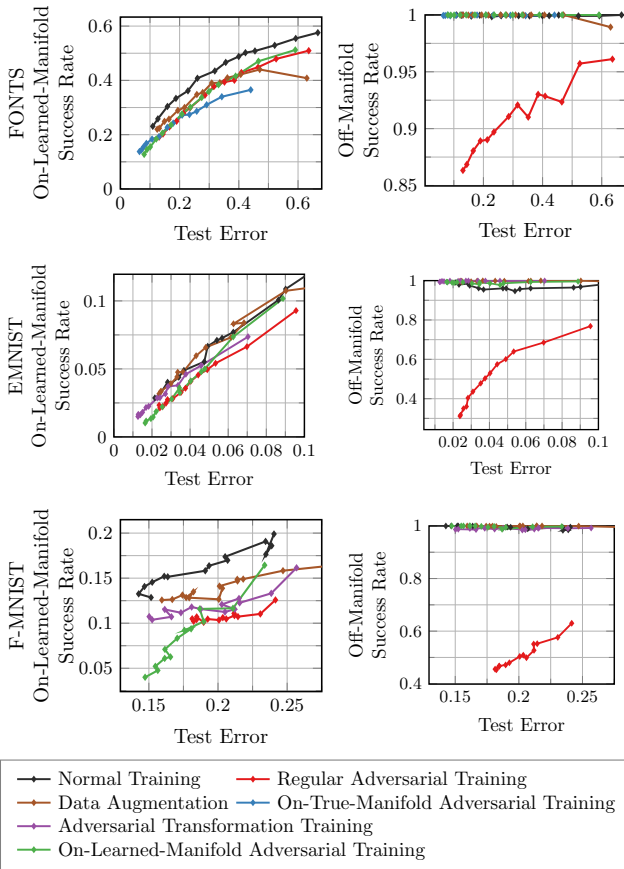 FONTS
On-Learned-Manifold
Success Rate
0.6
0.4
0.2
0
0 0.2 0.4 0.6
Test Error
Off-Manifold
Success Rate
1
0.95
0.9
0.85
0.2 0.4 0.6
Test Error
EMNIST
On-Learned-Manifold
Success Rate
0.1
0.05
0
0 0.02 0.04 0.06 0.08 0.1
Test Error
Off-Manifold
Success Rate
1
0.8
0.6
0.4
0.02 0.04 0.06 0.08 0.1
Test Error
F-MNIST
On-Learned-Manifold
Success Rate
0.2
0.15
0.1
0.05
0.15 0.2 0.25
Test Error
Off-Manifold
Success Rate
1
0.8
0.6
0.4
0.15 0.2 0.25
Test Error
Normal Training Regular Adversarial Training
Data Augmentation On-True-Manifold Adversarial Training
Adversarial Transformation Training
On-Learned-Manifold Adversarial Training